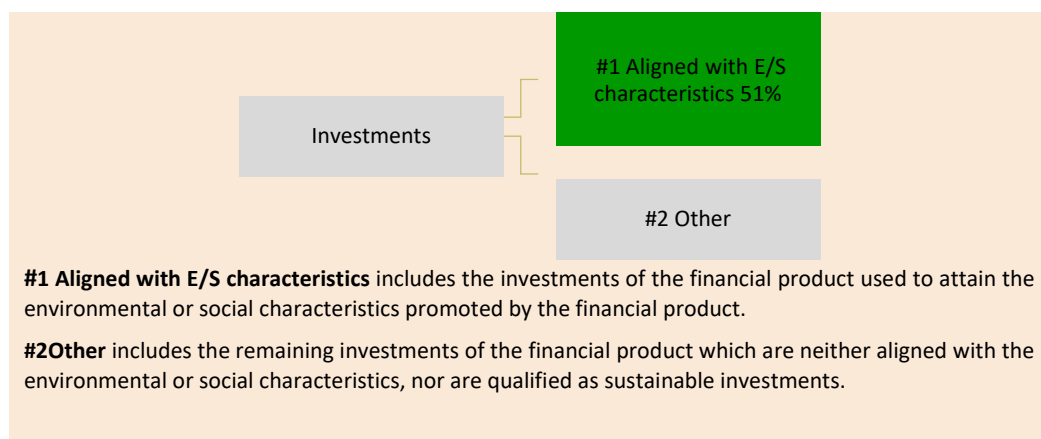 #1 Aligned with E/S
characteristics 51%
Investments
#2 Other
#1 Aligned with E/S characteristics includes the investments of the financial product used to attain the
environmental or social characteristics promoted by the financial product.
#2Other includes the remaining investments of the financial product which are neither aligned with the
environmental or social characteristics, nor are qualified as sustainable investments.